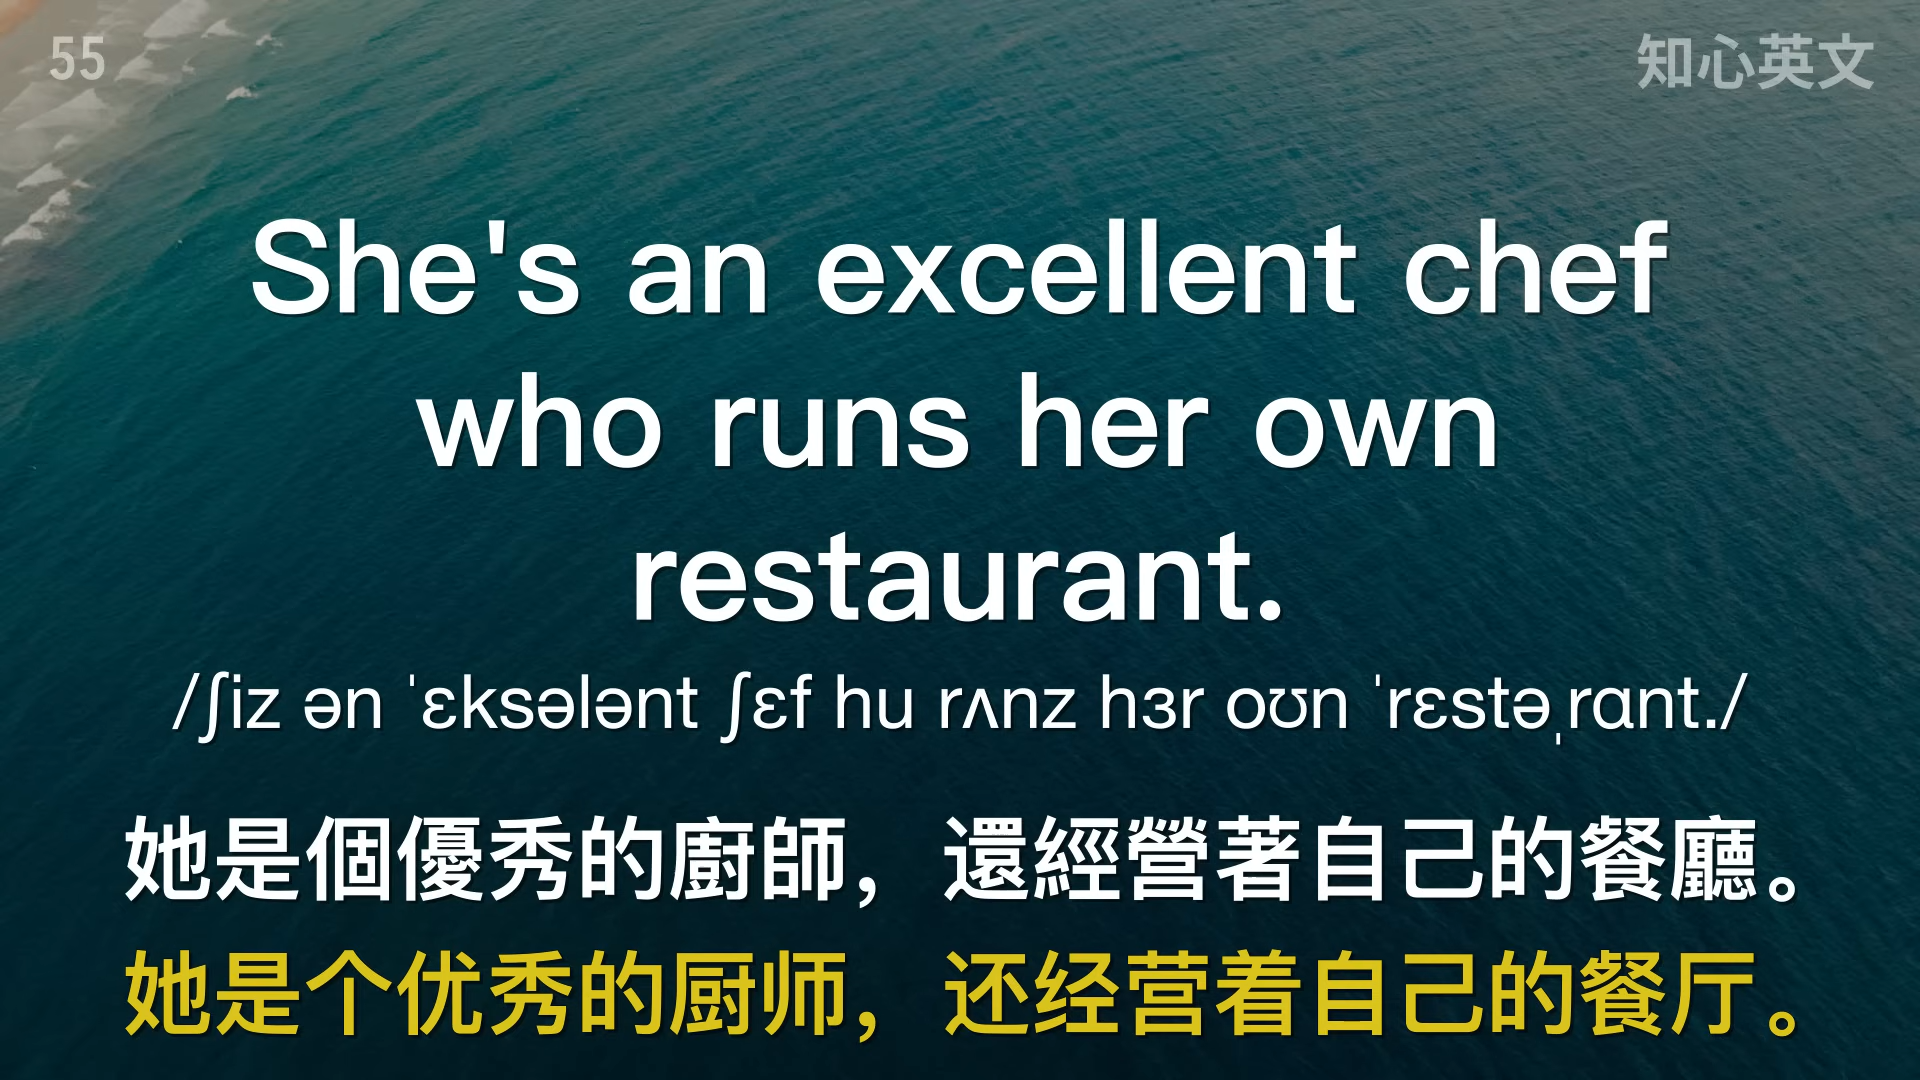 55
知心英文
She's an excellent chef
who runs her own
restaurant.
/ʃiz ən ˈɛksələnt ʃɛf hu rʌnz hɜr oʊn ˈrɛstəˌrɑnt./
她是個優秀的廚師，還經營著自己的餐廳。
她是个优秀的厨师，还经营着自己的餐厅。